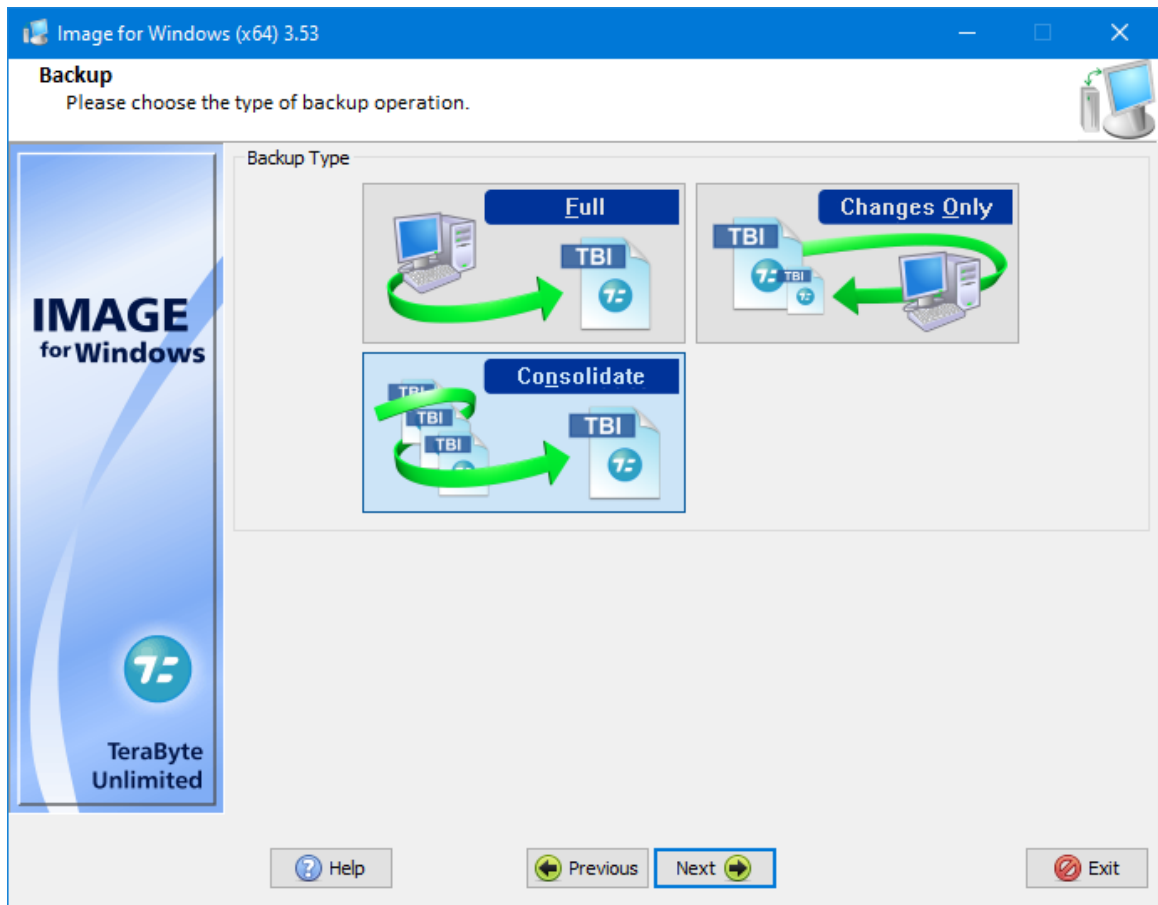 Image for Windows (x64) 3.53
Backup
Please choose the type of backup operation.
Backup Type
Full
TBI
Changes Only
TBI
TBI
Consolidate
TBI
TBI
TBI
TBI
IMAGE
for Windows
TeraByte
Unlimited
Help
Previous
Next
Exit